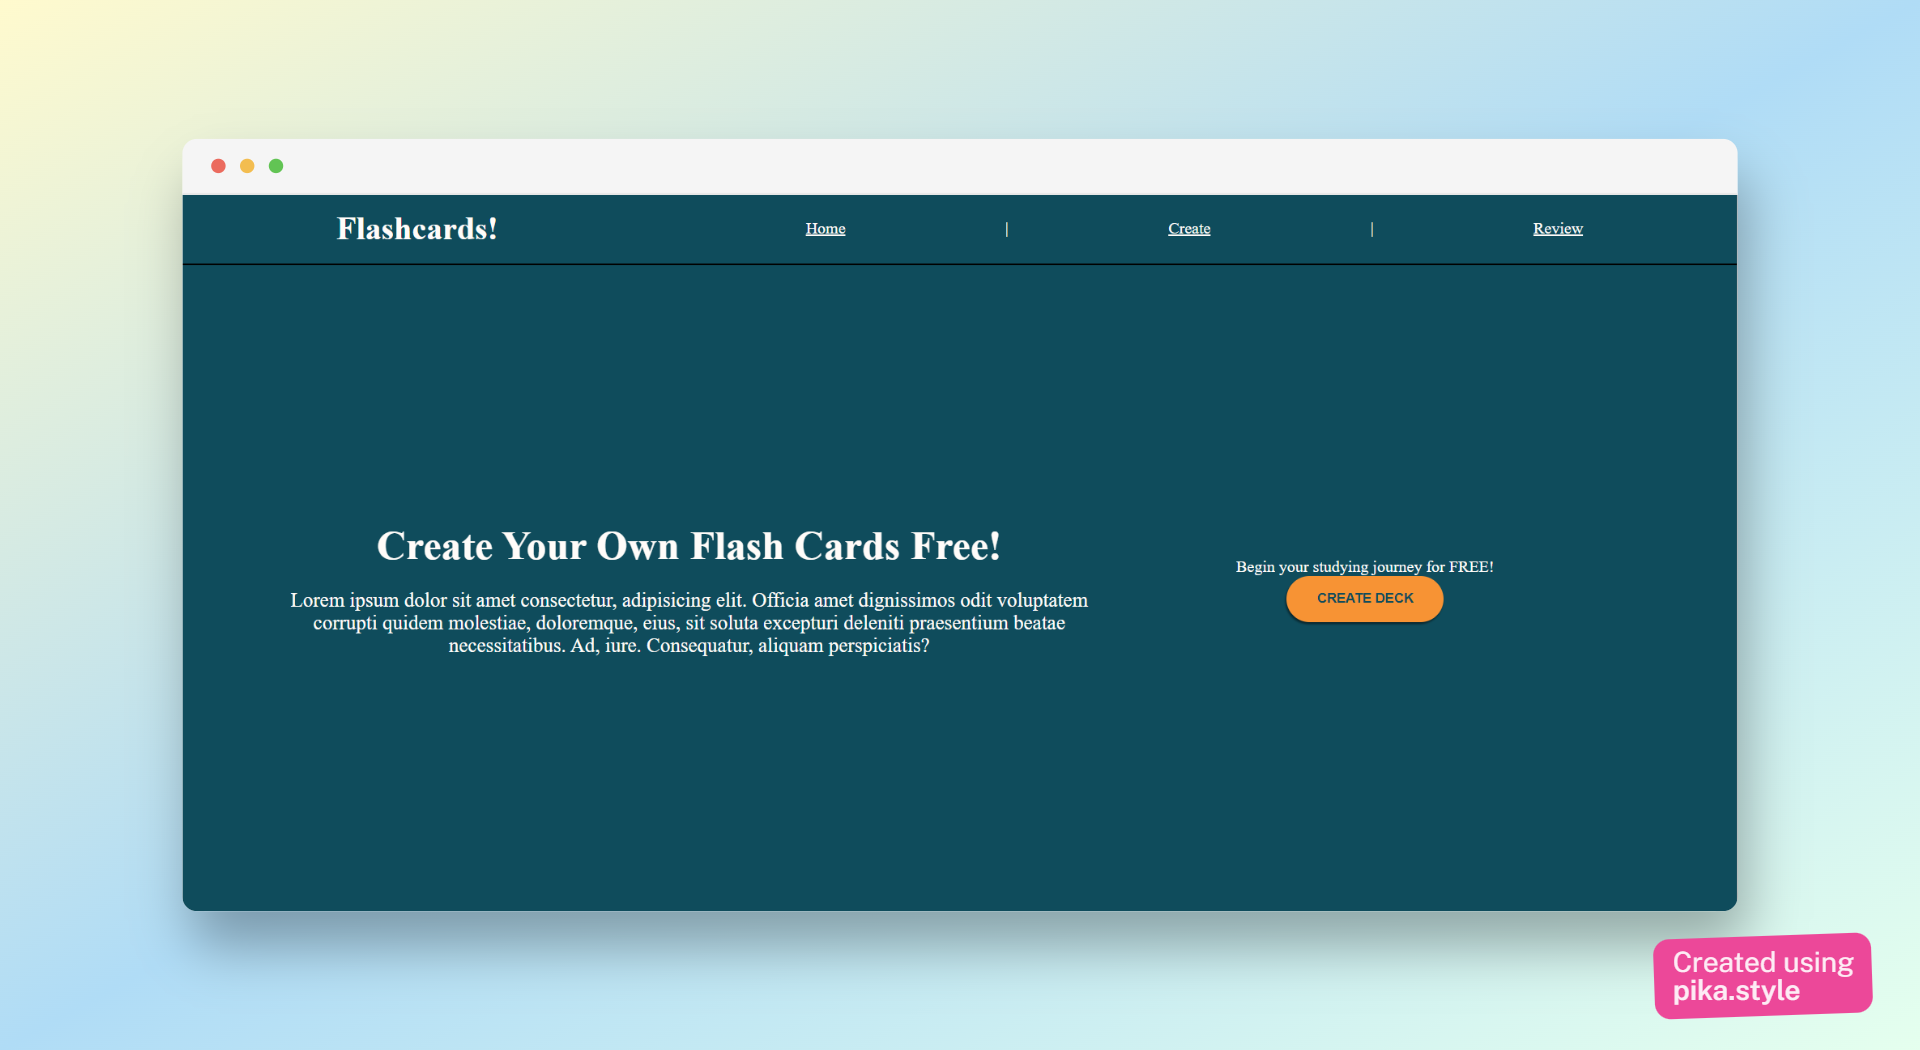 Flashcards!
Home | Create | Review
Create Your Own Flash Cards Free!
Lorem ipsum dolor sit amet consectetur, adipisicing elit. Officia amet dignissimos odit voluptatem
corrupti quidem molestiae, doloremque, eius, sit soluta excepturi deleniti praesentium beatae
necessitatibus. Ad, iure. Consequatur, aliquam perspiciatis?
Begin your studying journey for FREE!
CREATE DECK
Created using
pika.style